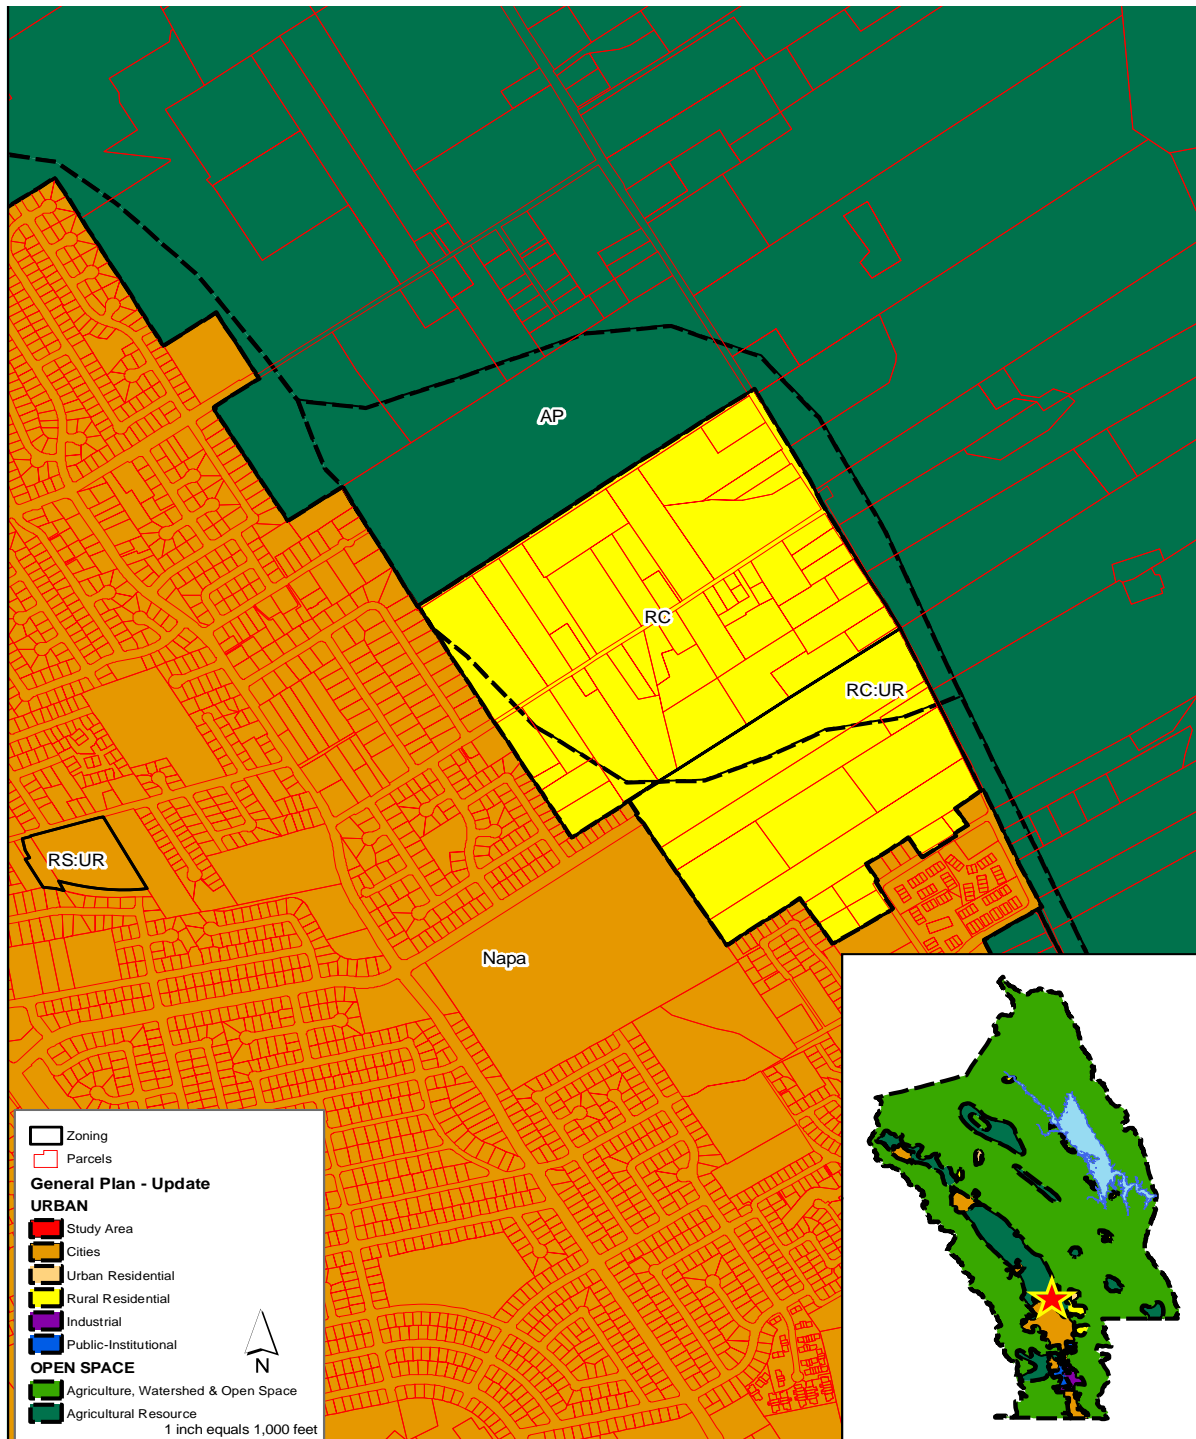 AP
RC
RC:UR
RS:UR
Napa
Zoning
Parcels
General Plan - Update
URBAN
Study Area
Cities
Urban Residential
Rural Residential
Industrial
Public-Institutional
OPEN SPACE
Agriculture, Watershed & Open Space
Agricultural Resource
1 inch equals 1,000 feet
N